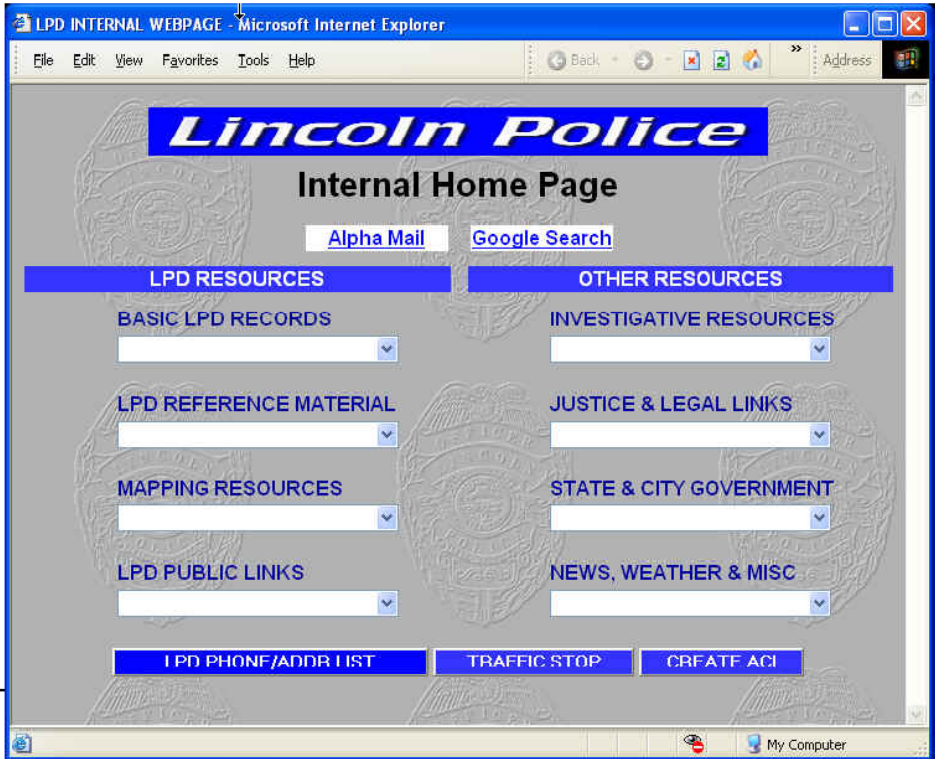 LPD INTERNAL WEBPAGE - Microsoft Internet Explorer
File Edit View Favorites Tools Help Back » Address
Lincoln Police
Internal Home Page
Alpha Mail Google Search
LPD RESOURCES OTHER RESOURCES
BASIC LPD RECORDS INVESTIGATIVE RESOURCES
LPD REFERENCE MATERIAL JUSTICE & LEGAL LINKS
MAPPING RESOURCES STATE & CITY GOVERNMENT
LPD PUBLIC LINKS NEWS, WEATHER & MISC
LPD PHONE/ADDR LIST TRAFFIC STOP CREATE ACI
My Computer